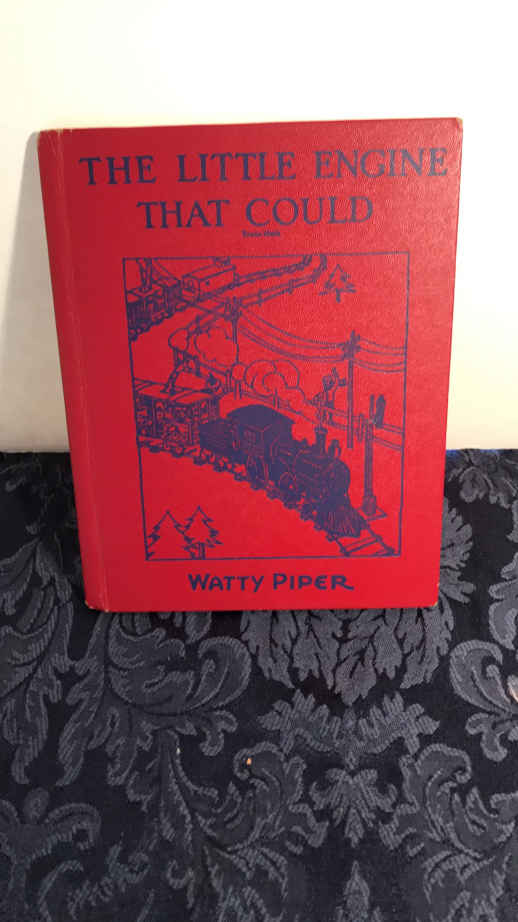 THE LITTLE ENGINE
THAT COULD
WATTY PIPER